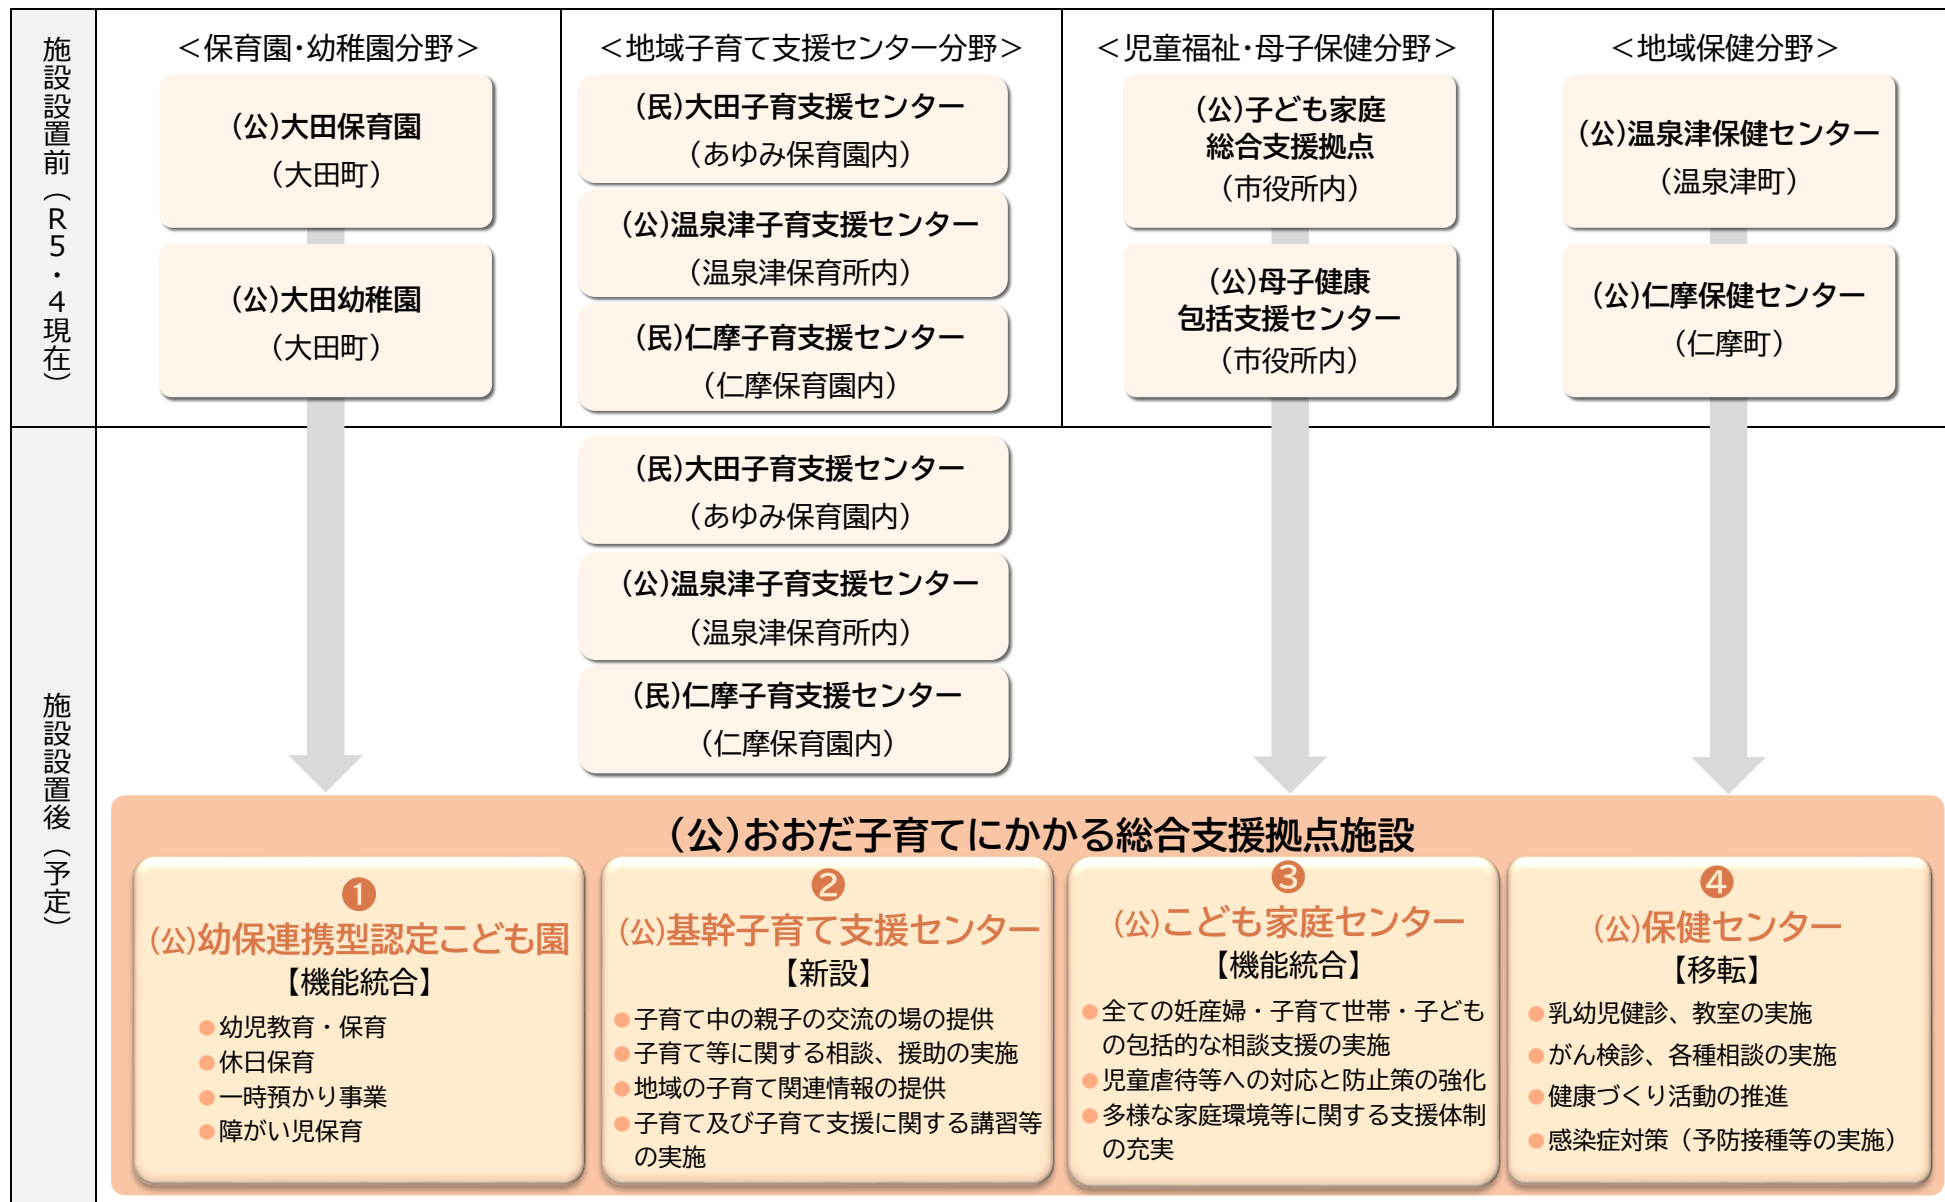 施設設置前（R5・4現在）
＜保育園・幼稚園分野＞
（公）大田保育園
（大田町）
（公）大田幼稚園
（大田町）
＜地域子育て支援センター分野＞
（民）大田子育支援センター
（あゆみ保育園内）
（公）温泉津子育支援センター
（温泉津保育所内）
（民）仁摩子育支援センター
（仁摩保育園内）
＜児童福祉・母子保健分野＞
（公）子ども家庭
総合支援拠点
（市役所内）
（公）母子健康
包括支援センター
（市役所内）
＜地域保健分野＞
（公）温泉津保健センター
（温泉津町）
（公）仁摩保健センター
（仁摩町）
施設設置後（予定）
（民）大田子育支援センター
（あゆみ保育園内）
（公）温泉津子育支援センター
（温泉津保育所内）
（民）仁摩子育支援センター
（仁摩保育園内）
（公）おおだ子育てにかかる総合支援拠点施設
❶
（公）幼保連携型認定こども園
【機能統合】
●幼児教育・保育
●休日保育
●一時預かり事業
●障がい児保育
❷
（公）基幹子育て支援センター
【新設】
●子育て中の親子の交流の場の提供
●子育て等に関する相談、援助の実施
●地域の子育て関連情報の提供
●子育て及び子育て支援に関する講習等
の実施
❸
（公）こども家庭センター
【機能統合】
●全ての妊産婦・子育て世帯・子ども
の包括的な相談支援の実施
●児童虐待等への対応と防止策の強化
●多様な家庭環境等に関する支援体制
の充実
❹
（公）保健センター
【移転】
●乳幼児健診、教室の実施
●がん検診、各種相談の実施
●健康づくり活動の推進
●感染症対策（予防接種等の実施）